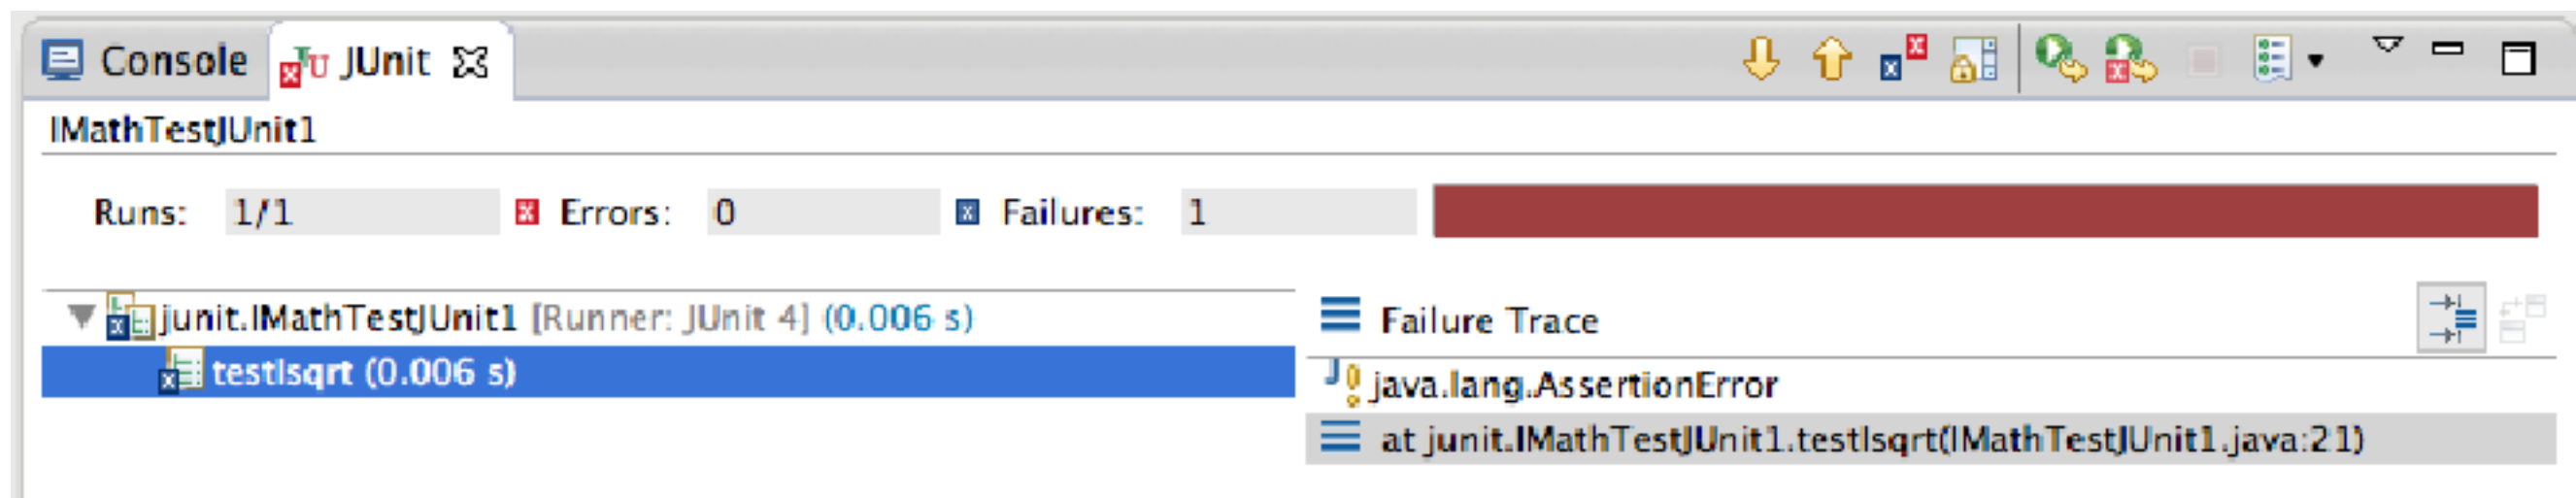 Console JUnit
IMathTestJUnit1
Runs: 1/1 Errors: 0 Failures: 1
junit.IMathTestJUnit1 [Runner: JUnit 4] (0.006 s)
testIsqrt (0.006 s)
Failure Trace
java.lang.AssertionError
at junit.IMathTestJUnit1.testIsqrt(IMathTestJUnit1.java:21)